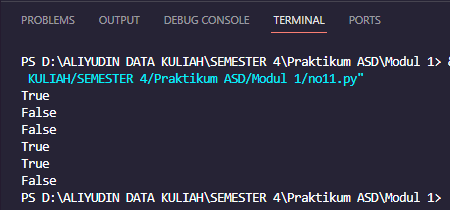 PROBLEMS OUTPUT DEBUG CONSOLE TERMINAL PORTS
PS D:\ALIYUDIN DATA KULIAH\SEMESTER 4\Praktikum ASD\Modul 1> &
KULIAH/SEMESTER 4/Praktikum ASD/Modul 1/no11.py"
True
False
False
True
True
False
PS D:\ALIYUDIN DATA KULIAH\SEMESTER 4\Praktikum ASD\Modul 1>